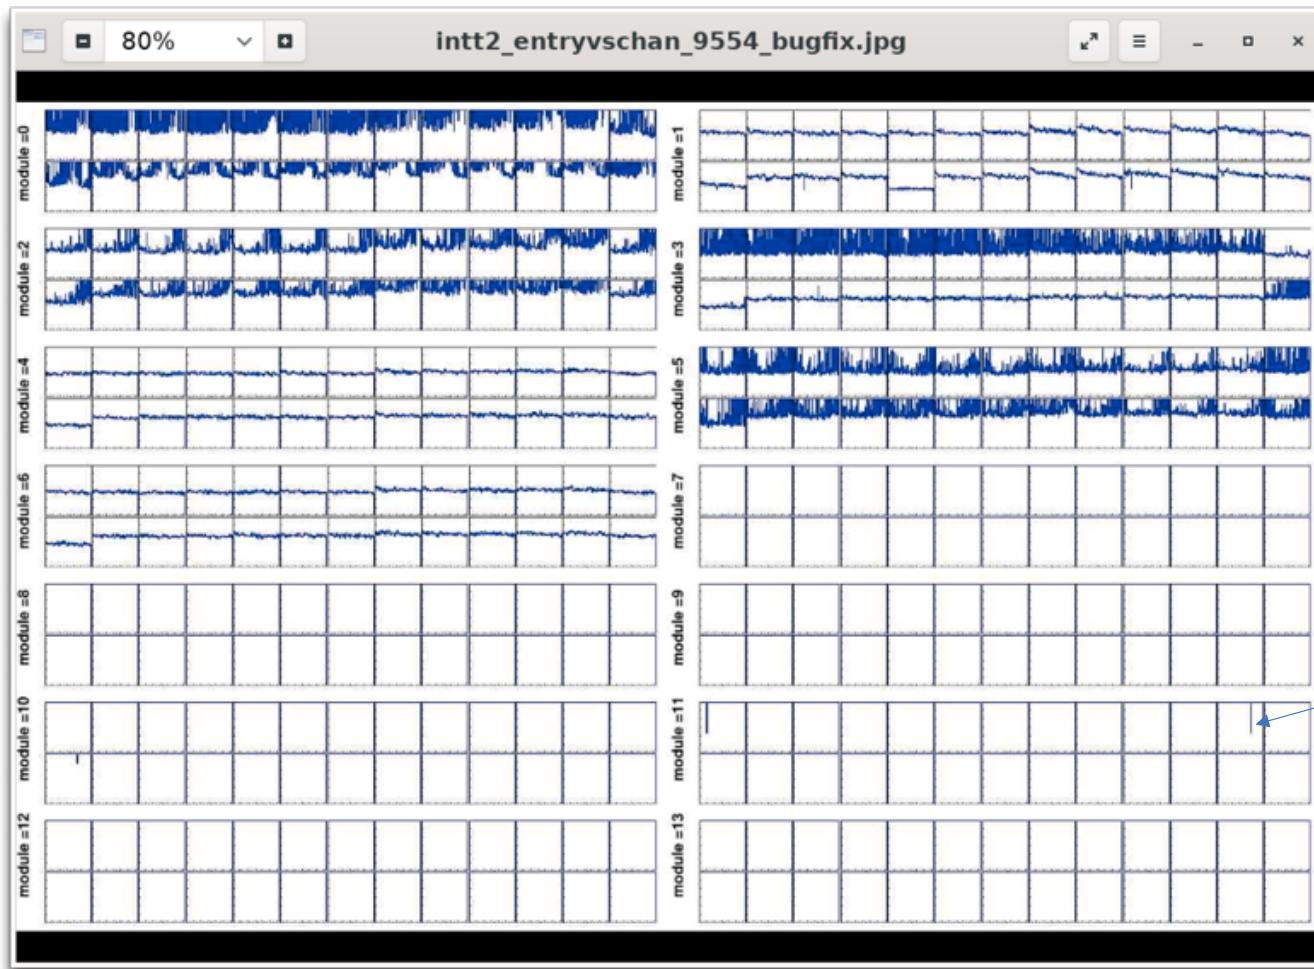 80%
intt2_entryvschan_9554_bugfix.jpg
module =0
module =1
module =2
module =3
module =4
module =5
module =6
module =7
module =8
module =9
module =10
module =11
module =12
module =13